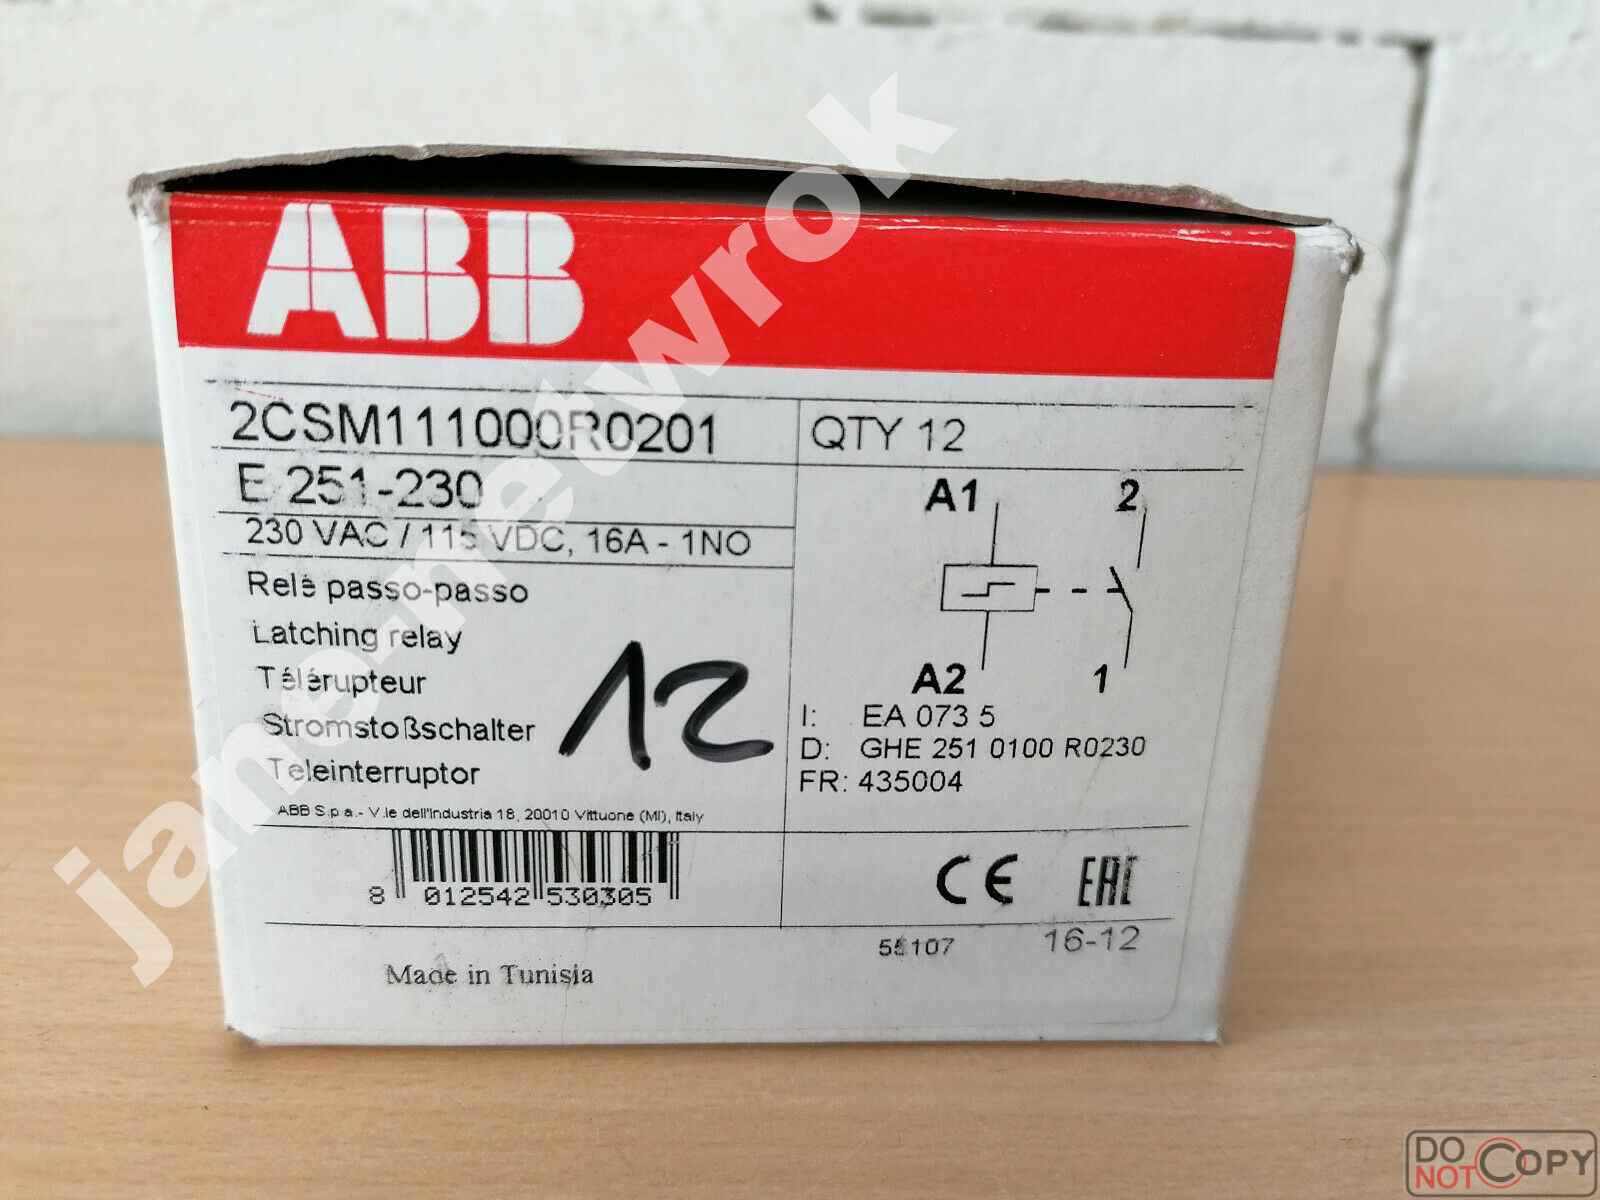 ABB
2CSM111000R0201
QTY 12
E 251-230
230 VAC / 115 VDC, 16A - 1NO
Relè passo-passo
Latching relay
Télérupteur
Stromstoßschalter
Teleinterruptor
12
A1 2
A2 1
I: EA 073 5
D: GHE 251 0100 R0230
FR: 435004
ABB S.p.a.- V.le dell'Industria 18, 20010 Vittuone (MI), Italy
8 012542 530305
CE EAC
55107 16-12
Made in Tunisia
jane-netwrok
DO NOT COPY